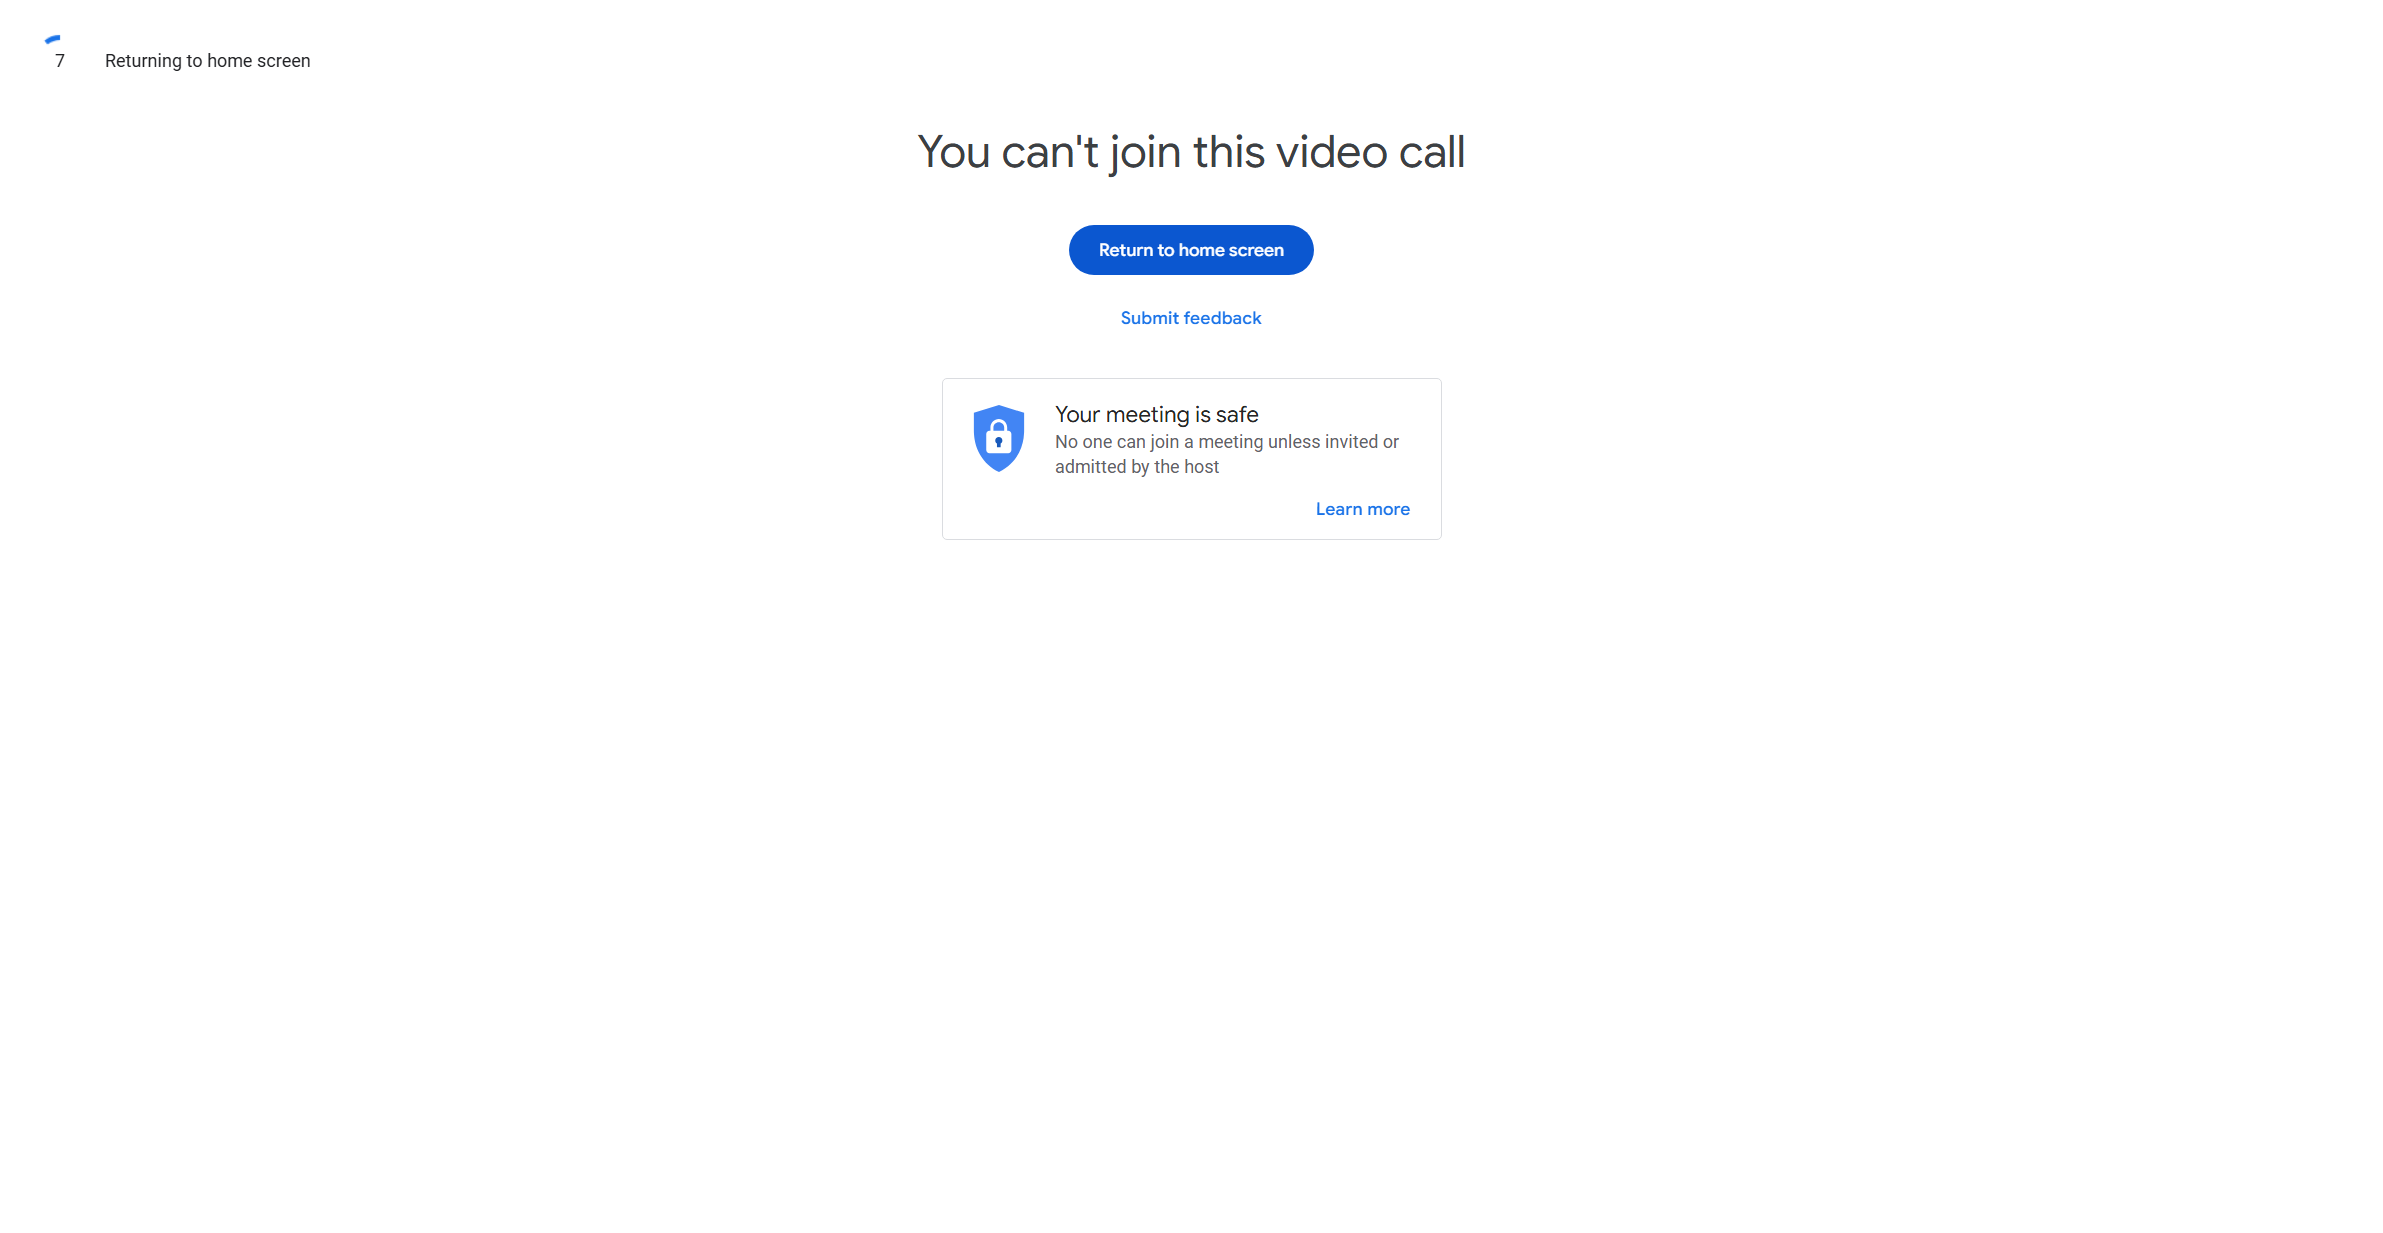 7
Returning to home screen
You can't join this video call
Return to home screen
Submit feedback
Your meeting is safe
No one can join a meeting unless invited or
admitted by the host
Learn more